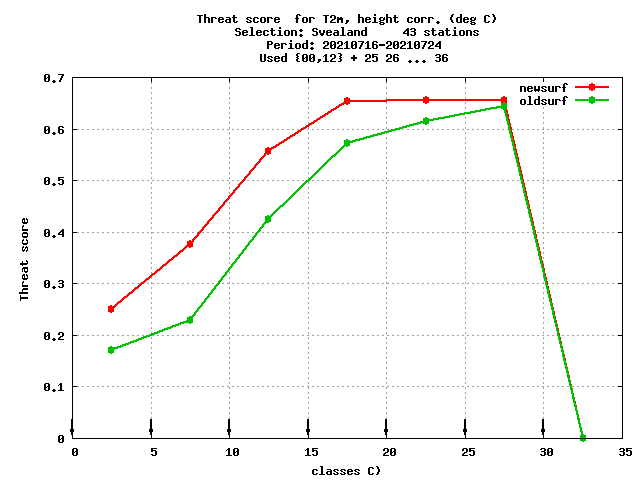 Threat score  for T2m, height corr. (deg C)
Selection: Svealand     43 stations
Period: 20210716-20210724
Used {00,12} + 25 26 ... 36
newsurf
oldsurf
0.7
0.6
0.5
0.4
0.3
0.2
0.1
0
Threat score
0 5 10 15 20 25 30 35
classes C)